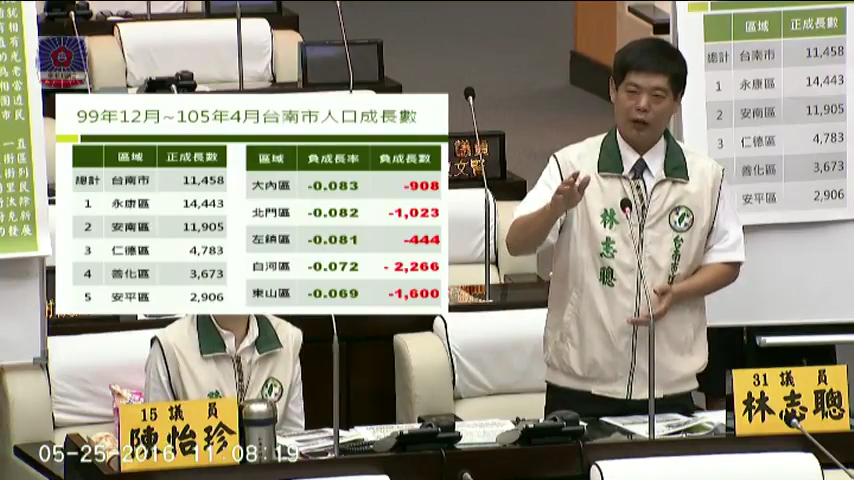 99年12月~105年4月台南市人口成長數
區域 正成長數
總計 台南市 11,458
1 永康區 14,443
2 安南區 11,905
3 仁德區 4,783
4 善化區 3,673
5 安平區 2,906
區域 負成長率 負成長數
大內區 -0.083 -908
北門區 -0.082 -1,023
左鎮區 -0.081 -444
白河區 -0.072 - 2,266
東山區 -0.069 -1,600
區域 正成長數
總計 台南市 11,458
1 永康區 14,443
2 安南區 11,905
3 仁德區 4,783
4 善化區 3,673
5 安平區 2,906
議員
林志聰
15 議員
陳怡珍
31 議員
林志聰
05-25-2016 11:08:19